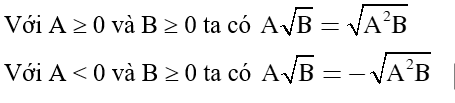 Với A ≥ 0 và B ≥ 0 ta có A√B = √(A²B)
Với A < 0 và B ≥ 0 ta có A√B = −√(A²B)